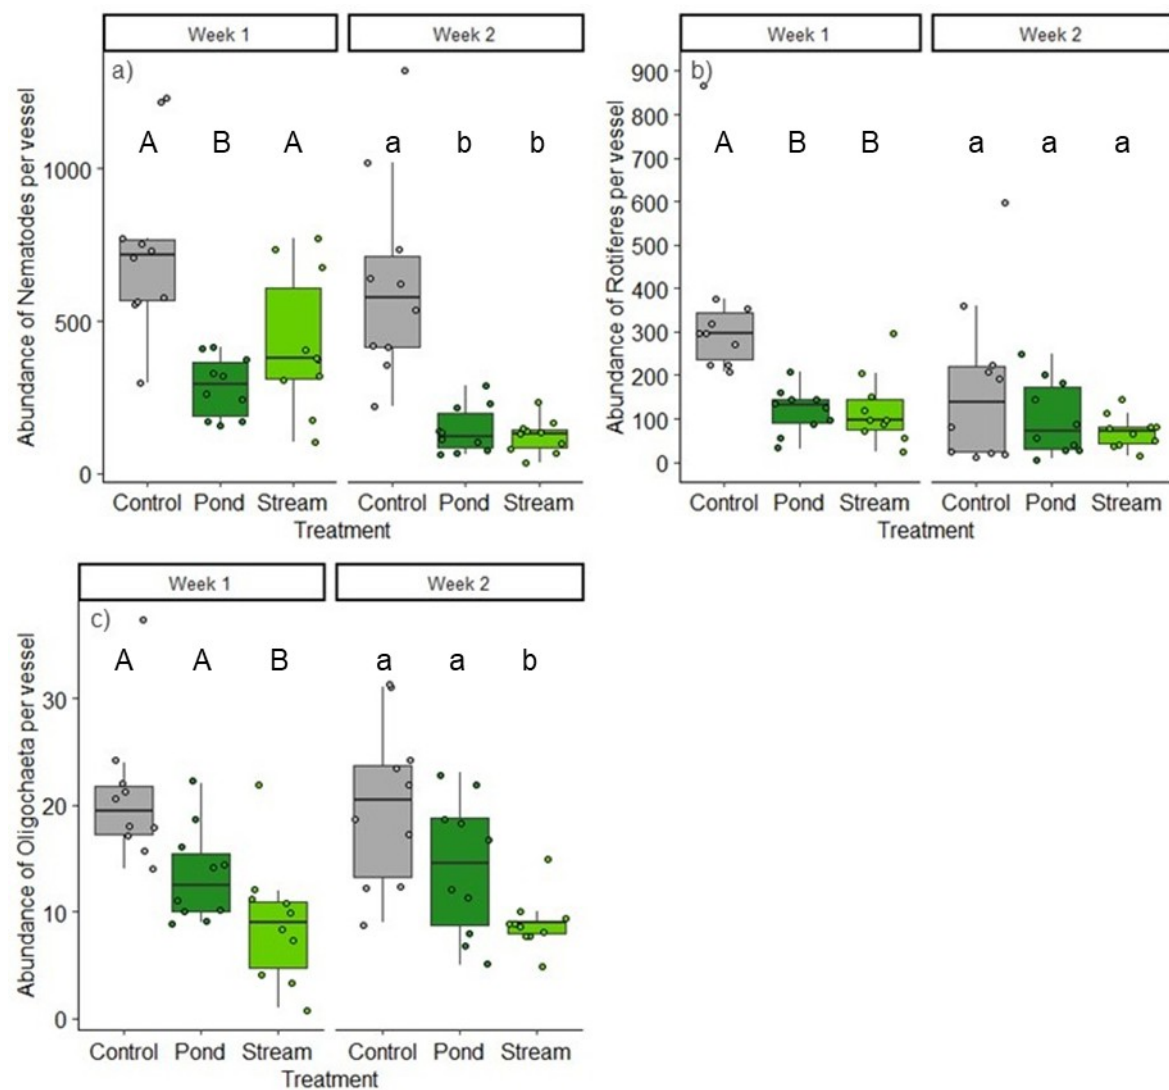 Week 1 Week 2
a)
A B A a b b
1000
500
0
Abundance of Nematodes per vessel
Control Pond Stream Control Pond Stream
Treatment
Week 1 Week 2
b)
A B B a a a
900
800
700
600
500
400
300
200
100
0
Abundance of Rotiferes per vessel
Control Pond Stream Control Pond Stream
Treatment
Week 1 Week 2
c)
A A B a a b
30
20
10
0
Abundance of Oligochaeta per vessel
Control Pond Stream Control Pond Stream
Treatment